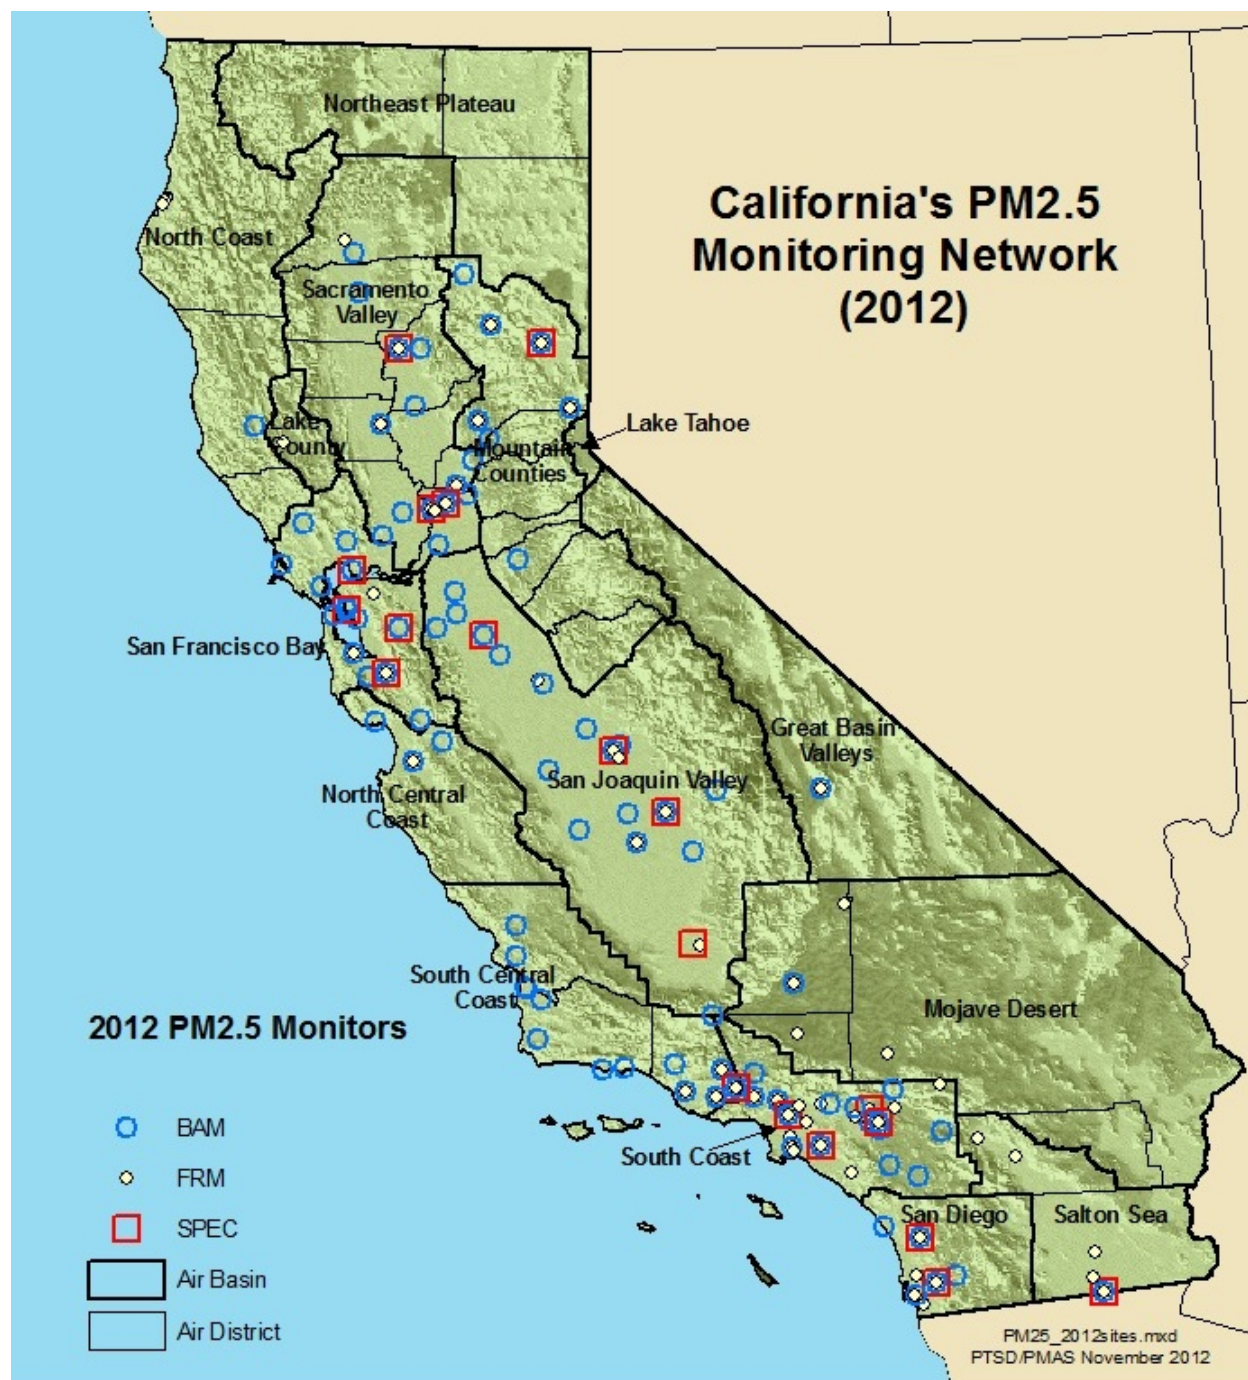 Northeast Plateau
California's PM2.5
Monitoring Network
(2012)
North Coast
Sacramento
Valley
Lake
County
Lake Tahoe
Mountain
Counties
San Francisco Bay
Great Basin
Valleys
San Joaquin Valley
North Central
Coast
South Central
Coast
Mojave Desert
2012 PM2.5 Monitors
BAM
FRM
SPEC
Air Basin
Air District
South Coast
San Diego
Salton Sea
PM25_2012sites.mxd
PTSD/PMAS November 2012